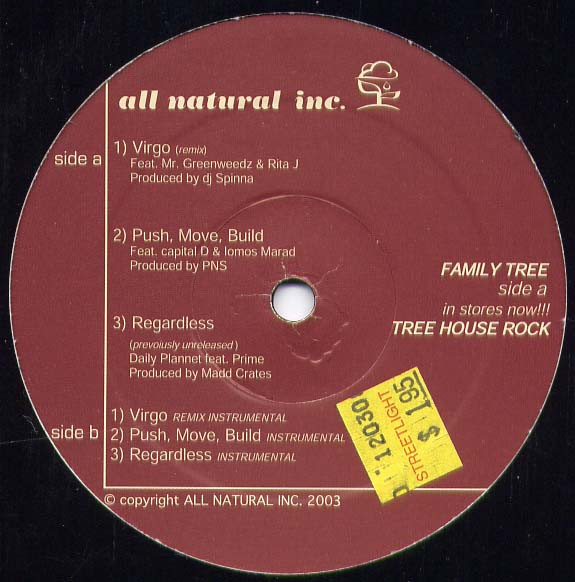 all natural inc.
side a
1) Virgo (remix)
Feat. Mr. Greenweedz & Rita J
Produced by dj Spinna
2) Push, Move, Build
Feat. capital D & Iomos Marad
Produced by PNS
3) Regardless
(prevoiusly unreleased )
Daily Plannet feat. Prime
Produced by Madd Crates
FAMILY TREE
side a
in stores now!!!
TREE HOUSE ROCK
side b
1) Virgo REMIX INSTRUMENTAL
2) Push, Move, Build INSTRUMENTAL
3) Regardless INSTRUMENTAL
© copyright ALL NATURAL INC. 2003
12030
STREETLIGHT
$ 1.95